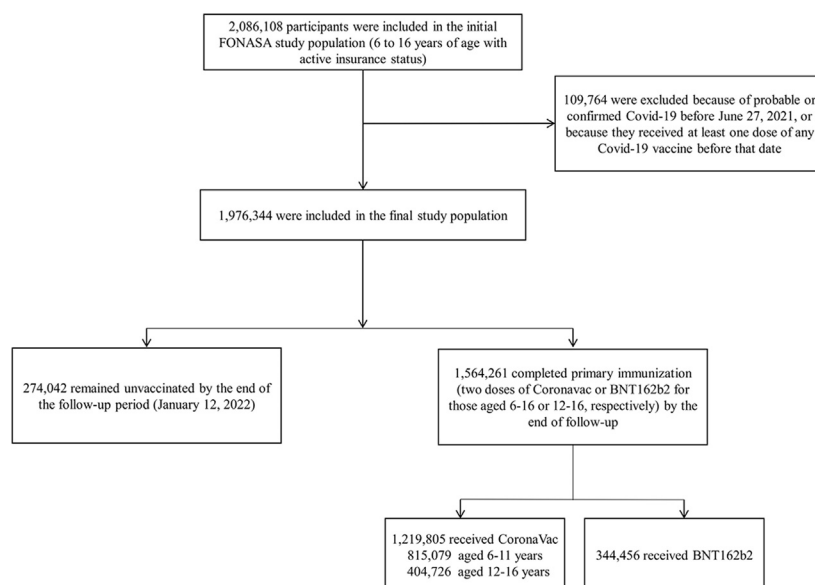 2,086,108 participants were included in the initial
FONASA study population (6 to 16 years of age with
active insurance status)
109,764 were excluded because of probable or
confirmed Covid-19 before June 27, 2021, or
because they received at least one dose of any
Covid-19 vaccine before that date
1,976,344 were included in the final study population
274,042 remained unvaccinated by the end of
the follow-up period (January 12, 2022)
1,564,261 completed primary immunization
(two doses of Coronavac or BNT162b2 for
those aged 6-16 or 12-16, respectively) by the
end of follow-up
1,219,805 received CoronaVac
815,079 aged 6-11 years
404,726 aged 12-16 years
344,456 received BNT162b2